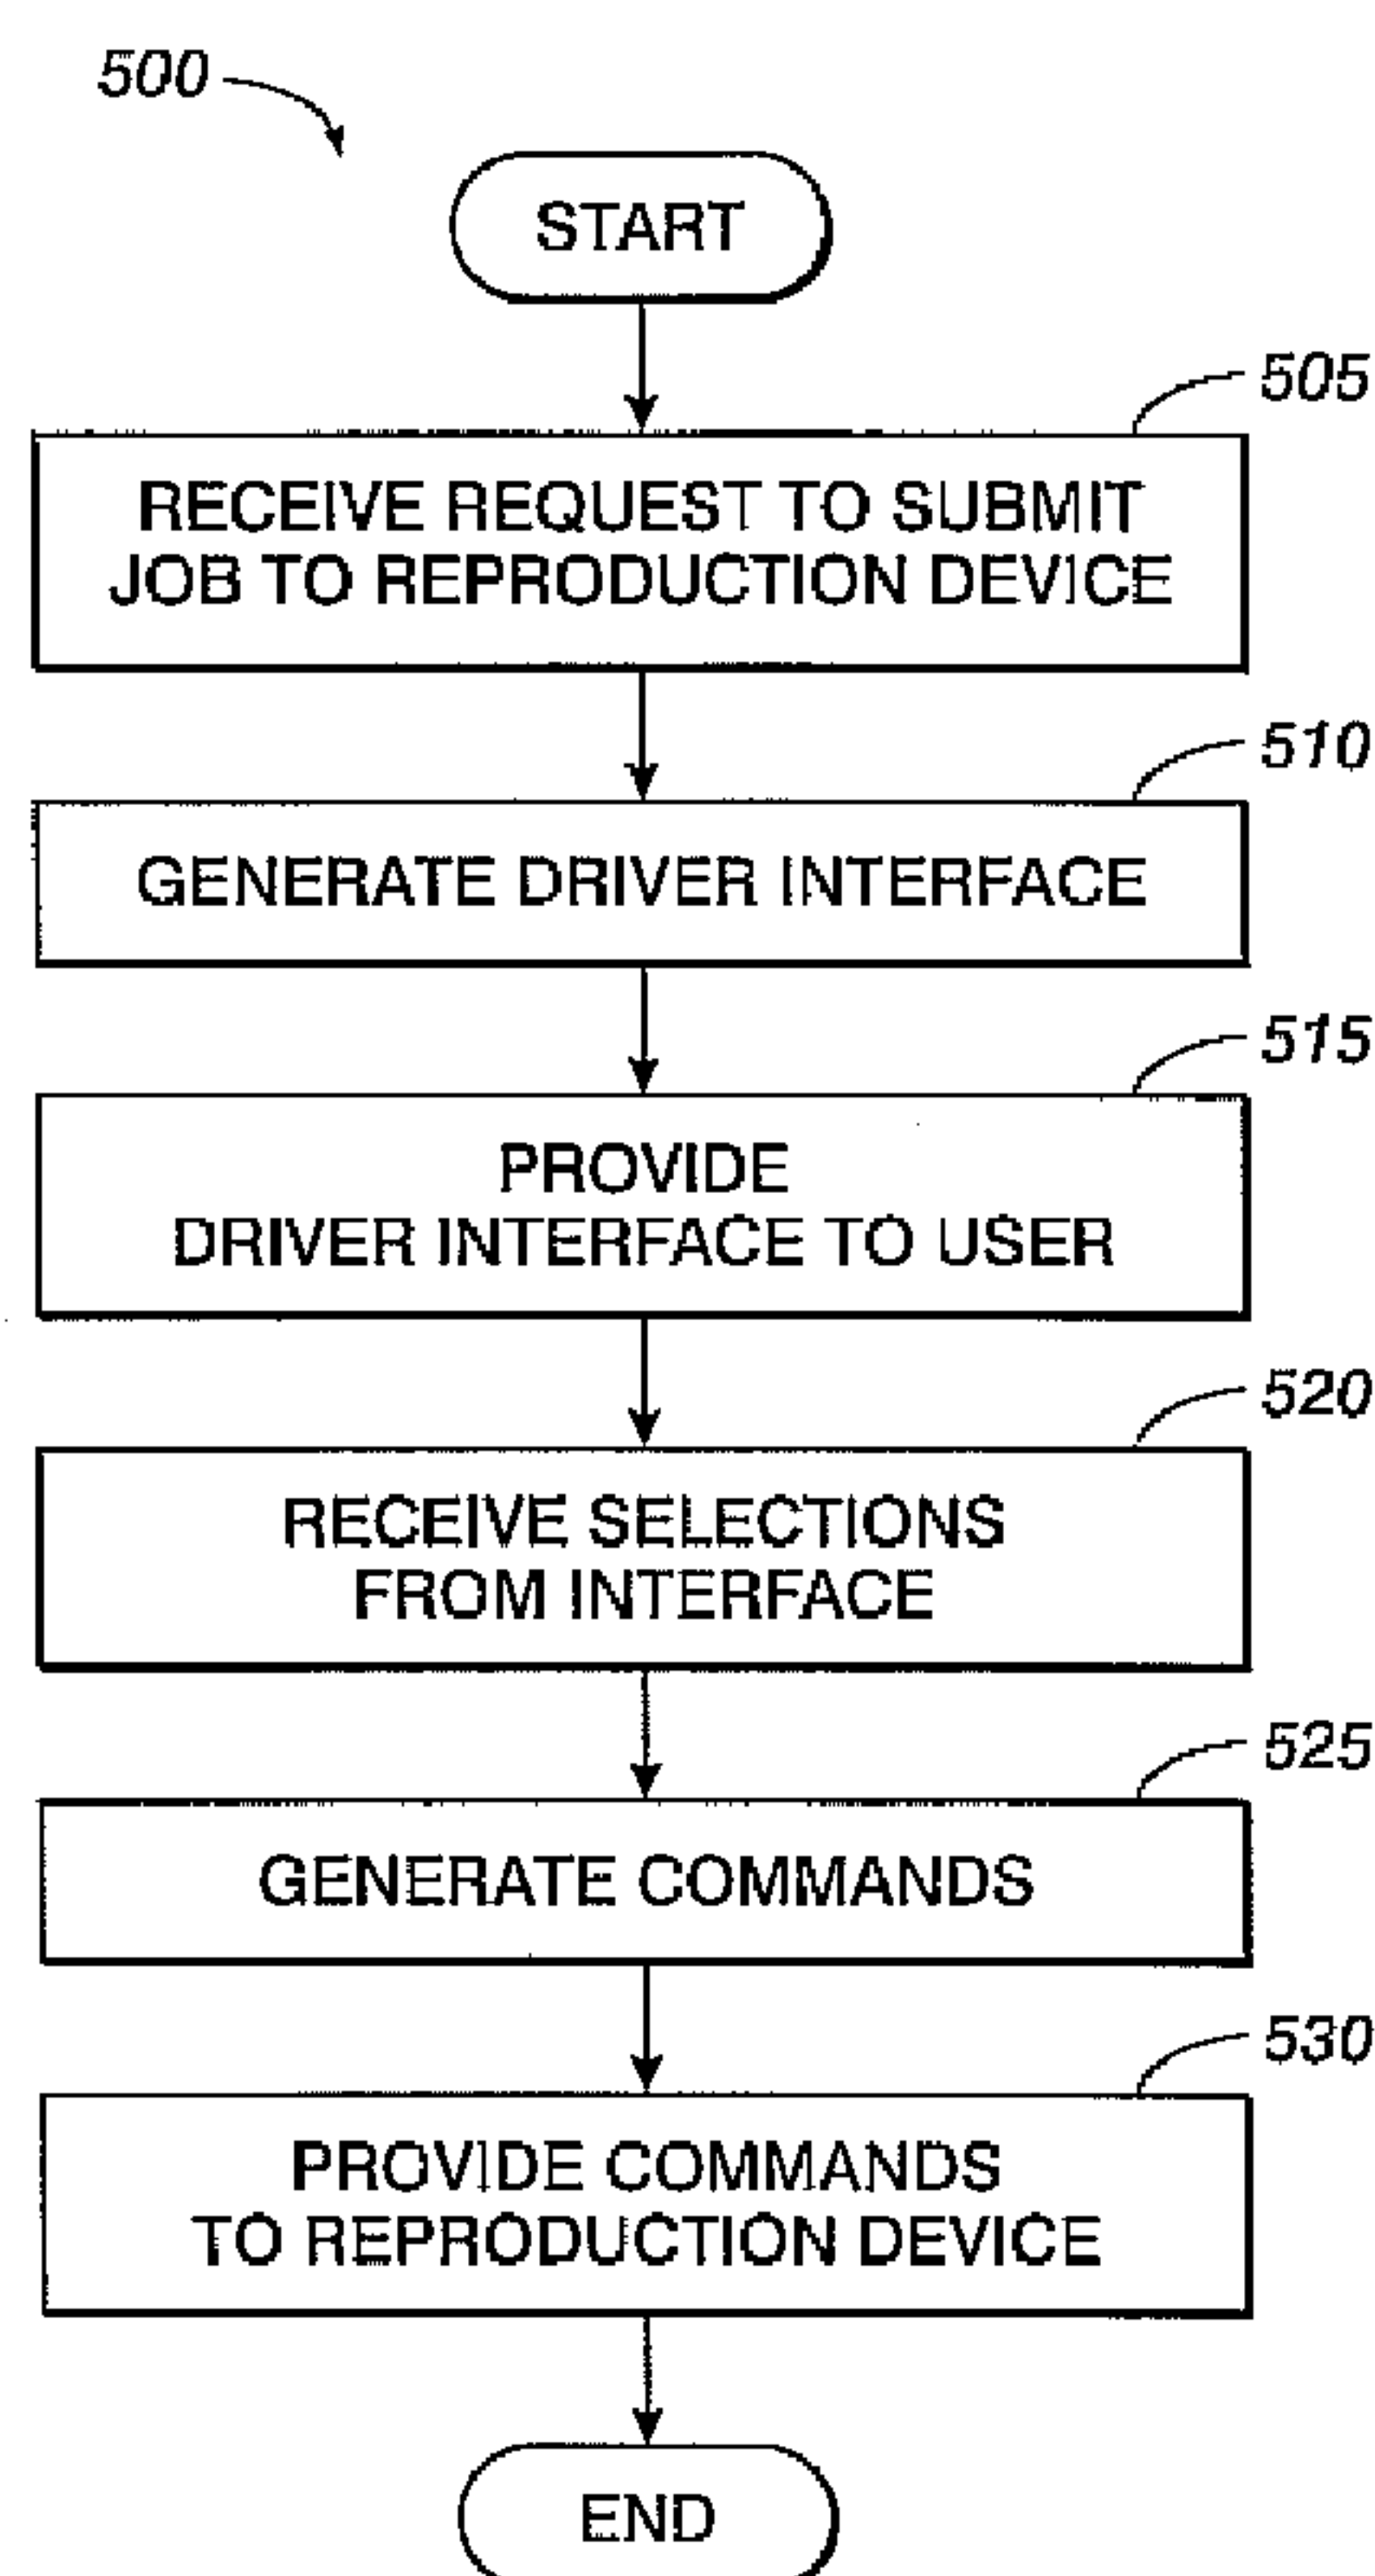 500
START
505
RECEIVE REQUEST TO SUBMIT
JOB TO REPRODUCTION DEVICE
510
GENERATE DRIVER INTERFACE
515
PROVIDE
DRIVER INTERFACE TO USER
520
RECEIVE SELECTIONS
FROM INTERFACE
525
GENERATE COMMANDS
530
PROVIDE COMMANDS
TO REPRODUCTION DEVICE
END